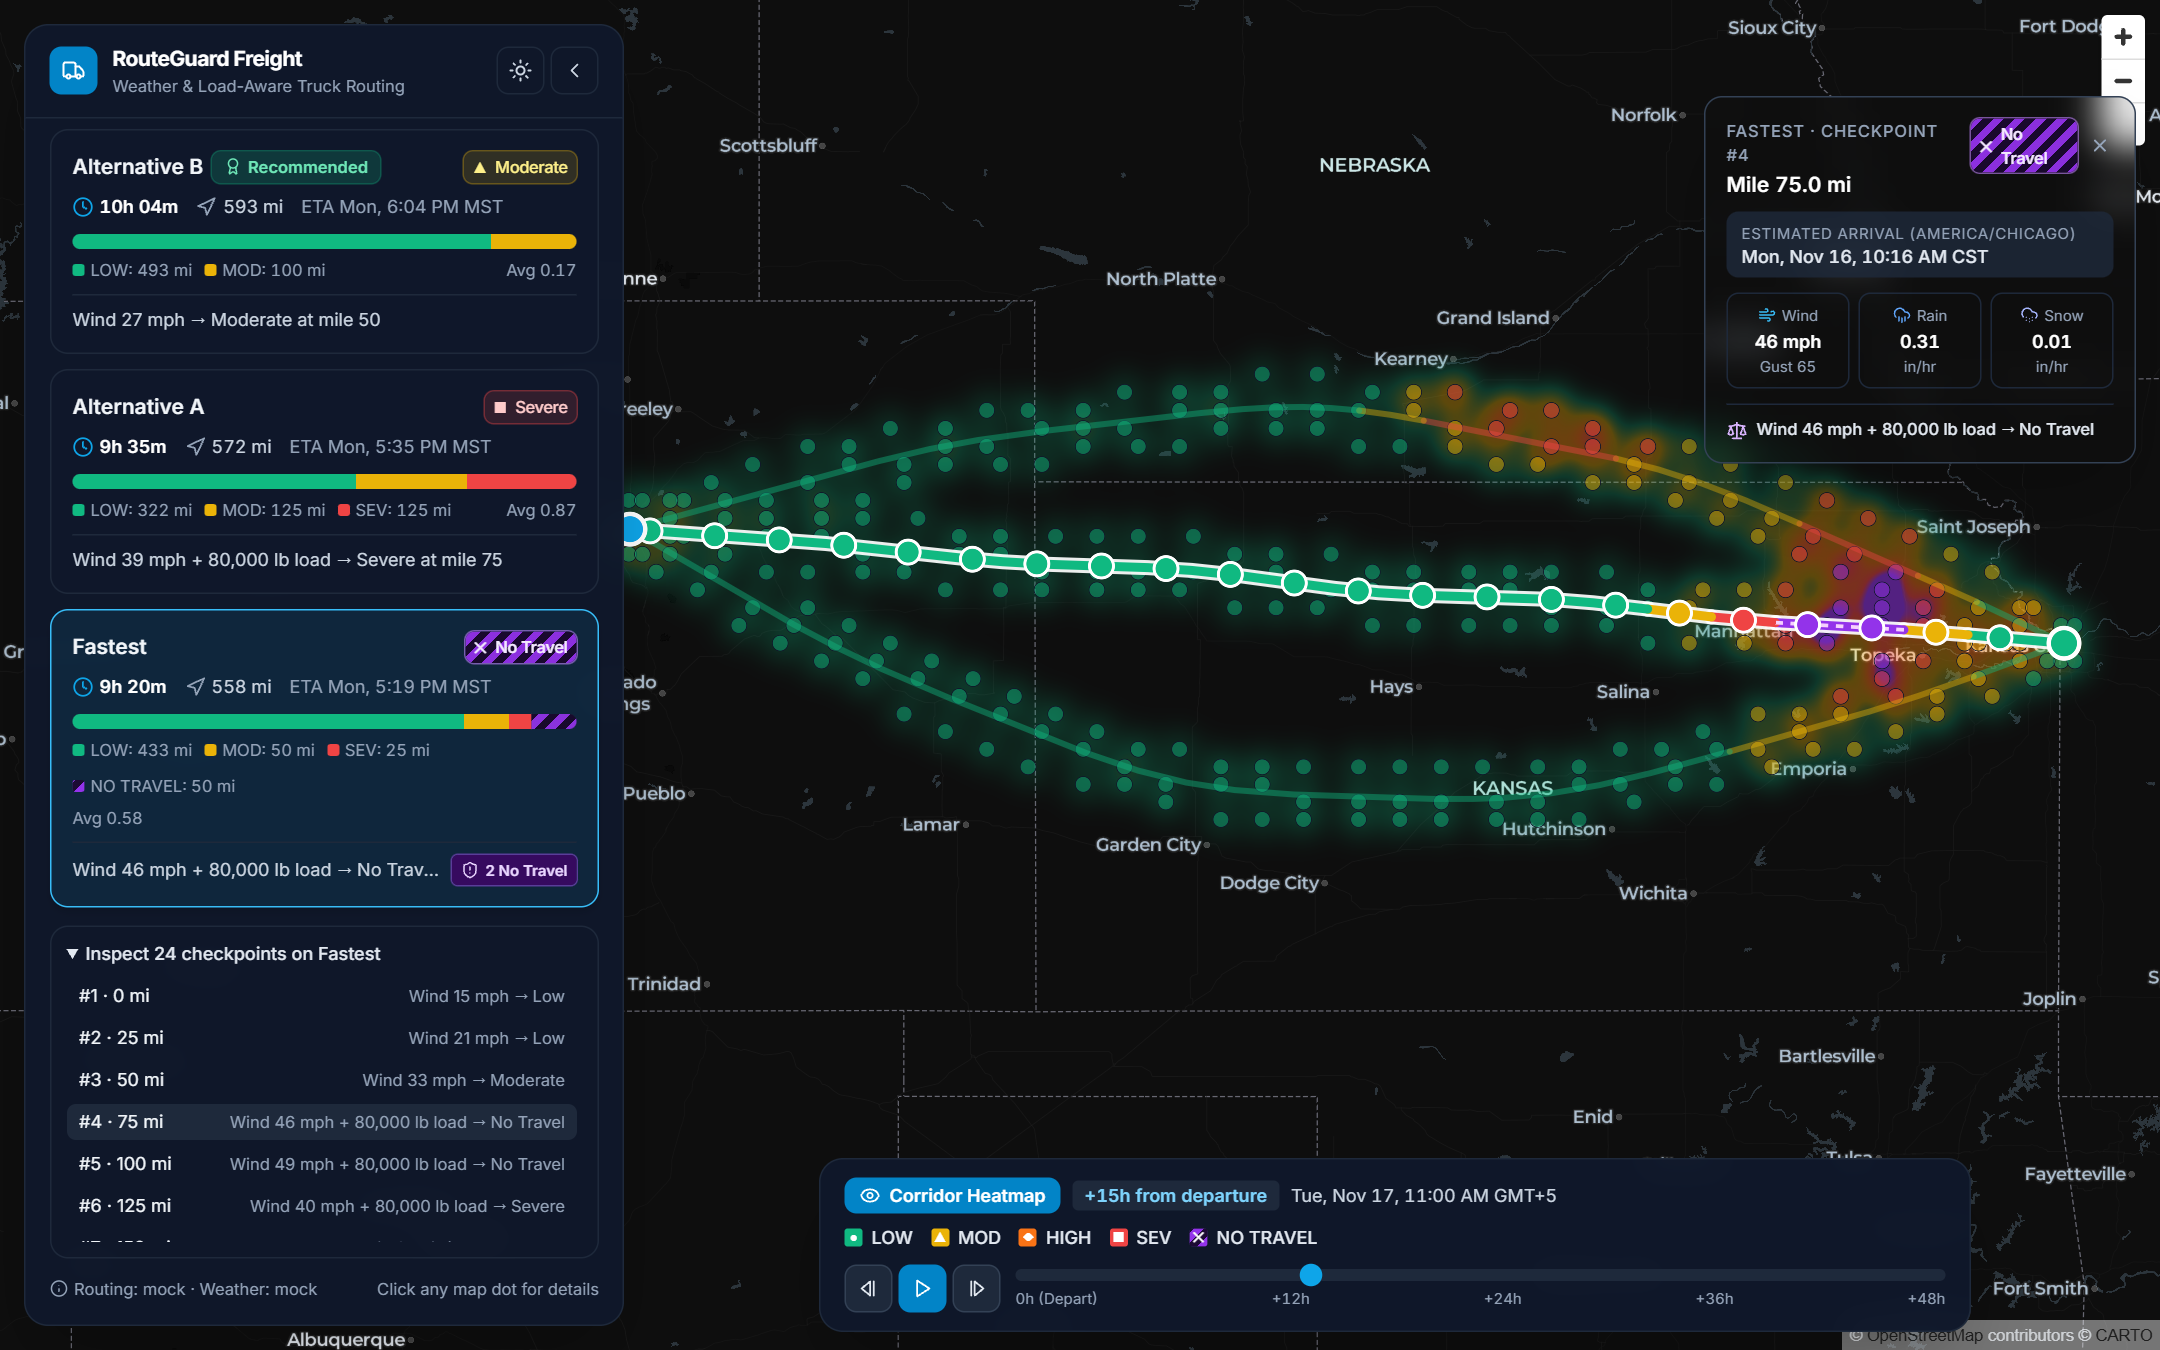 RouteGuard Freight
Weather & Load-Aware Truck Routing
Alternative B
Recommended
Moderate
10h 04m
593 mi
ETA Mon, 6:04 PM MST
LOW: 493 mi
MOD: 100 mi
Avg 0.17
Wind 27 mph → Moderate at mile 50
Alternative A
Severe
9h 35m
572 mi
ETA Mon, 5:35 PM MST
LOW: 322 mi
MOD: 125 mi
SEV: 125 mi
Avg 0.87
Wind 39 mph + 80,000 lb load → Severe at mile 75
Fastest
No Travel
9h 20m
558 mi
ETA Mon, 5:19 PM MST
LOW: 433 mi
MOD: 50 mi
SEV: 25 mi
NO TRAVEL: 50 mi
Avg 0.58
Wind 46 mph + 80,000 lb load → No Trav...
2 No Travel
▼ Inspect 24 checkpoints on Fastest
#1 · 0 mi
Wind 15 mph → Low
#2 · 25 mi
Wind 21 mph → Low
#3 · 50 mi
Wind 33 mph → Moderate
#4 · 75 mi
Wind 46 mph + 80,000 lb load → No Travel
#5 · 100 mi
Wind 49 mph + 80,000 lb load → No Travel
#6 · 125 mi
Wind 40 mph + 80,000 lb load → Severe
Routing: mock · Weather: mock
Click any map dot for details
Sioux City
Fort Dodg
Norfolk
Scottsbluff
NEBRASKA
nne
North Platte
Grand Island
Kearney
reeley
Saint Joseph
Manhattan
Topeka
Hays
Salina
ado
ngs
Gr
Pueblo
KANSAS
Emporia
Lamar
Garden City
Hutchinson
Dodge City
Wichita
Trinidad
Joplin
Bartlesville
Enid
Tulsa
Fayetteville
Fort Smith
Albuquerque
Mo
FASTEST · CHECKPOINT
#4
No
Travel
Mile 75.0 mi
ESTIMATED ARRIVAL (AMERICA/CHICAGO)
Mon, Nov 16, 10:16 AM CST
Wind
46 mph
Gust 65
Rain
0.31
in/hr
Snow
0.01
in/hr
Wind 46 mph + 80,000 lb load → No Travel
Corridor Heatmap
+15h from departure
Tue, Nov 17, 11:00 AM GMT+5
LOW
MOD
HIGH
SEV
NO TRAVEL
0h (Depart)
+12h
+24h
+36h
+48h
© OpenStreetMap contributors © CARTO